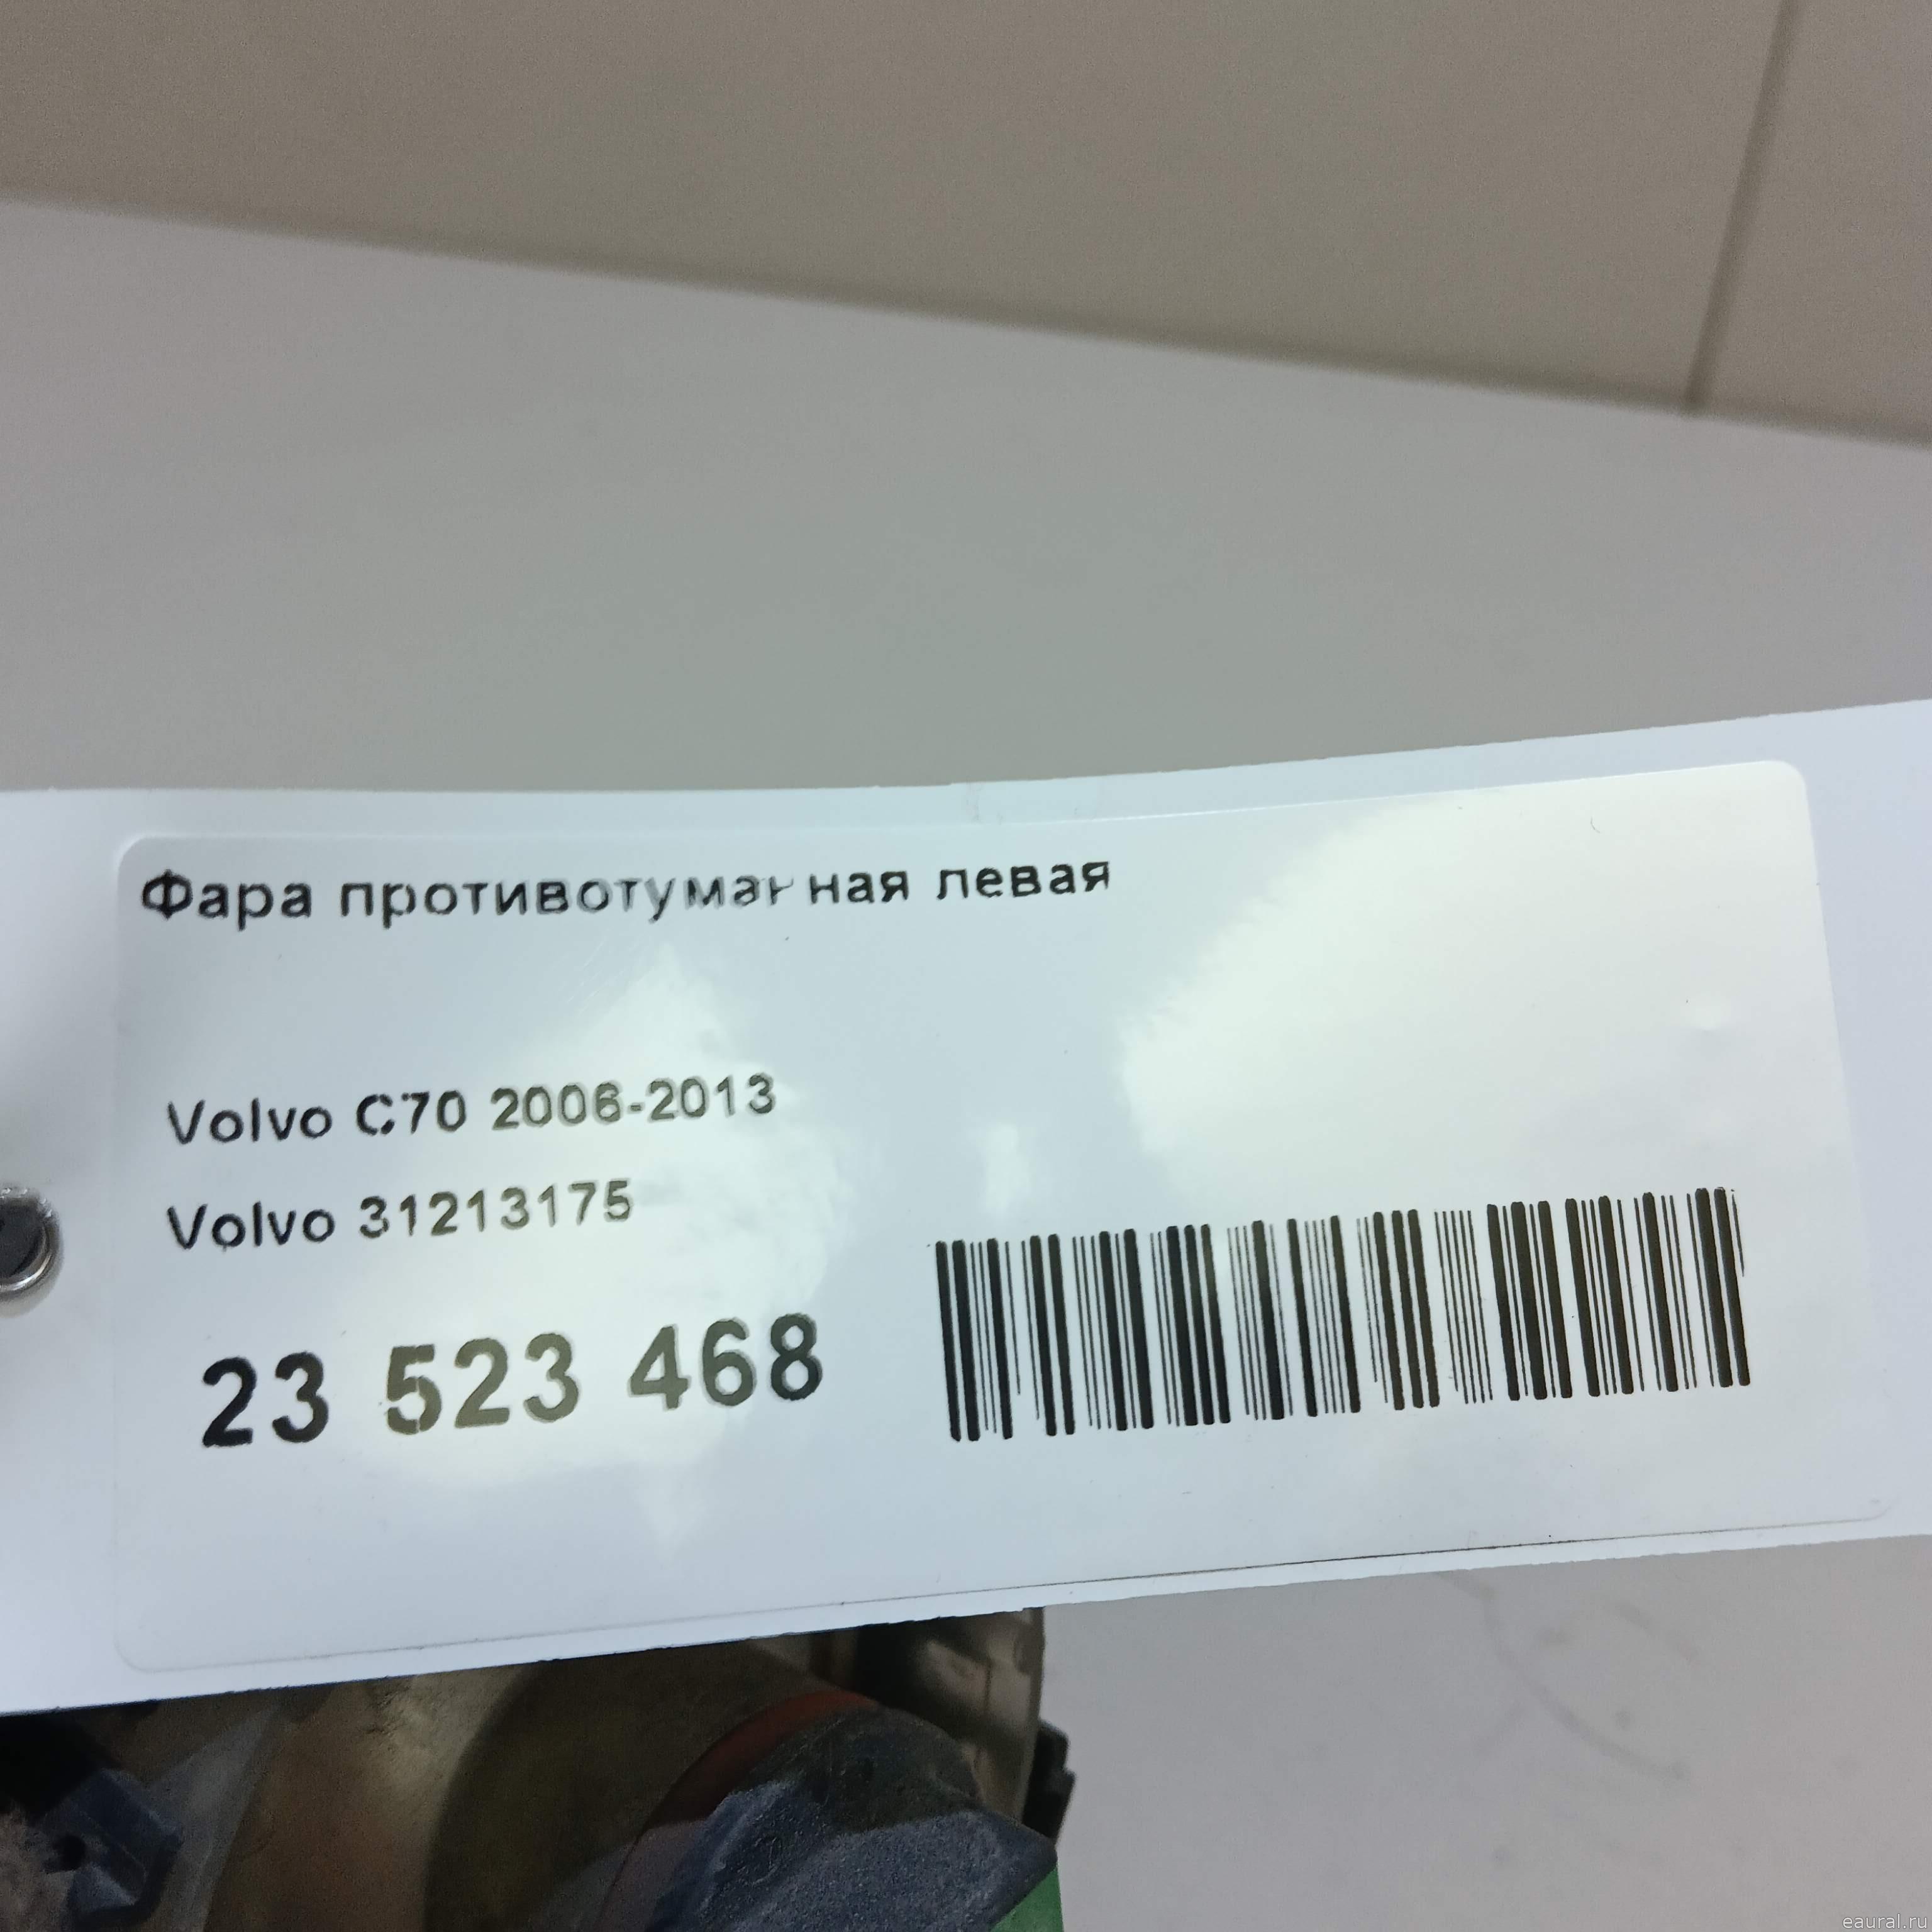 Фара противотуманная левая
Volvo C70 2006-2013
Volvo 31213175
23 523 468
eaural.ru